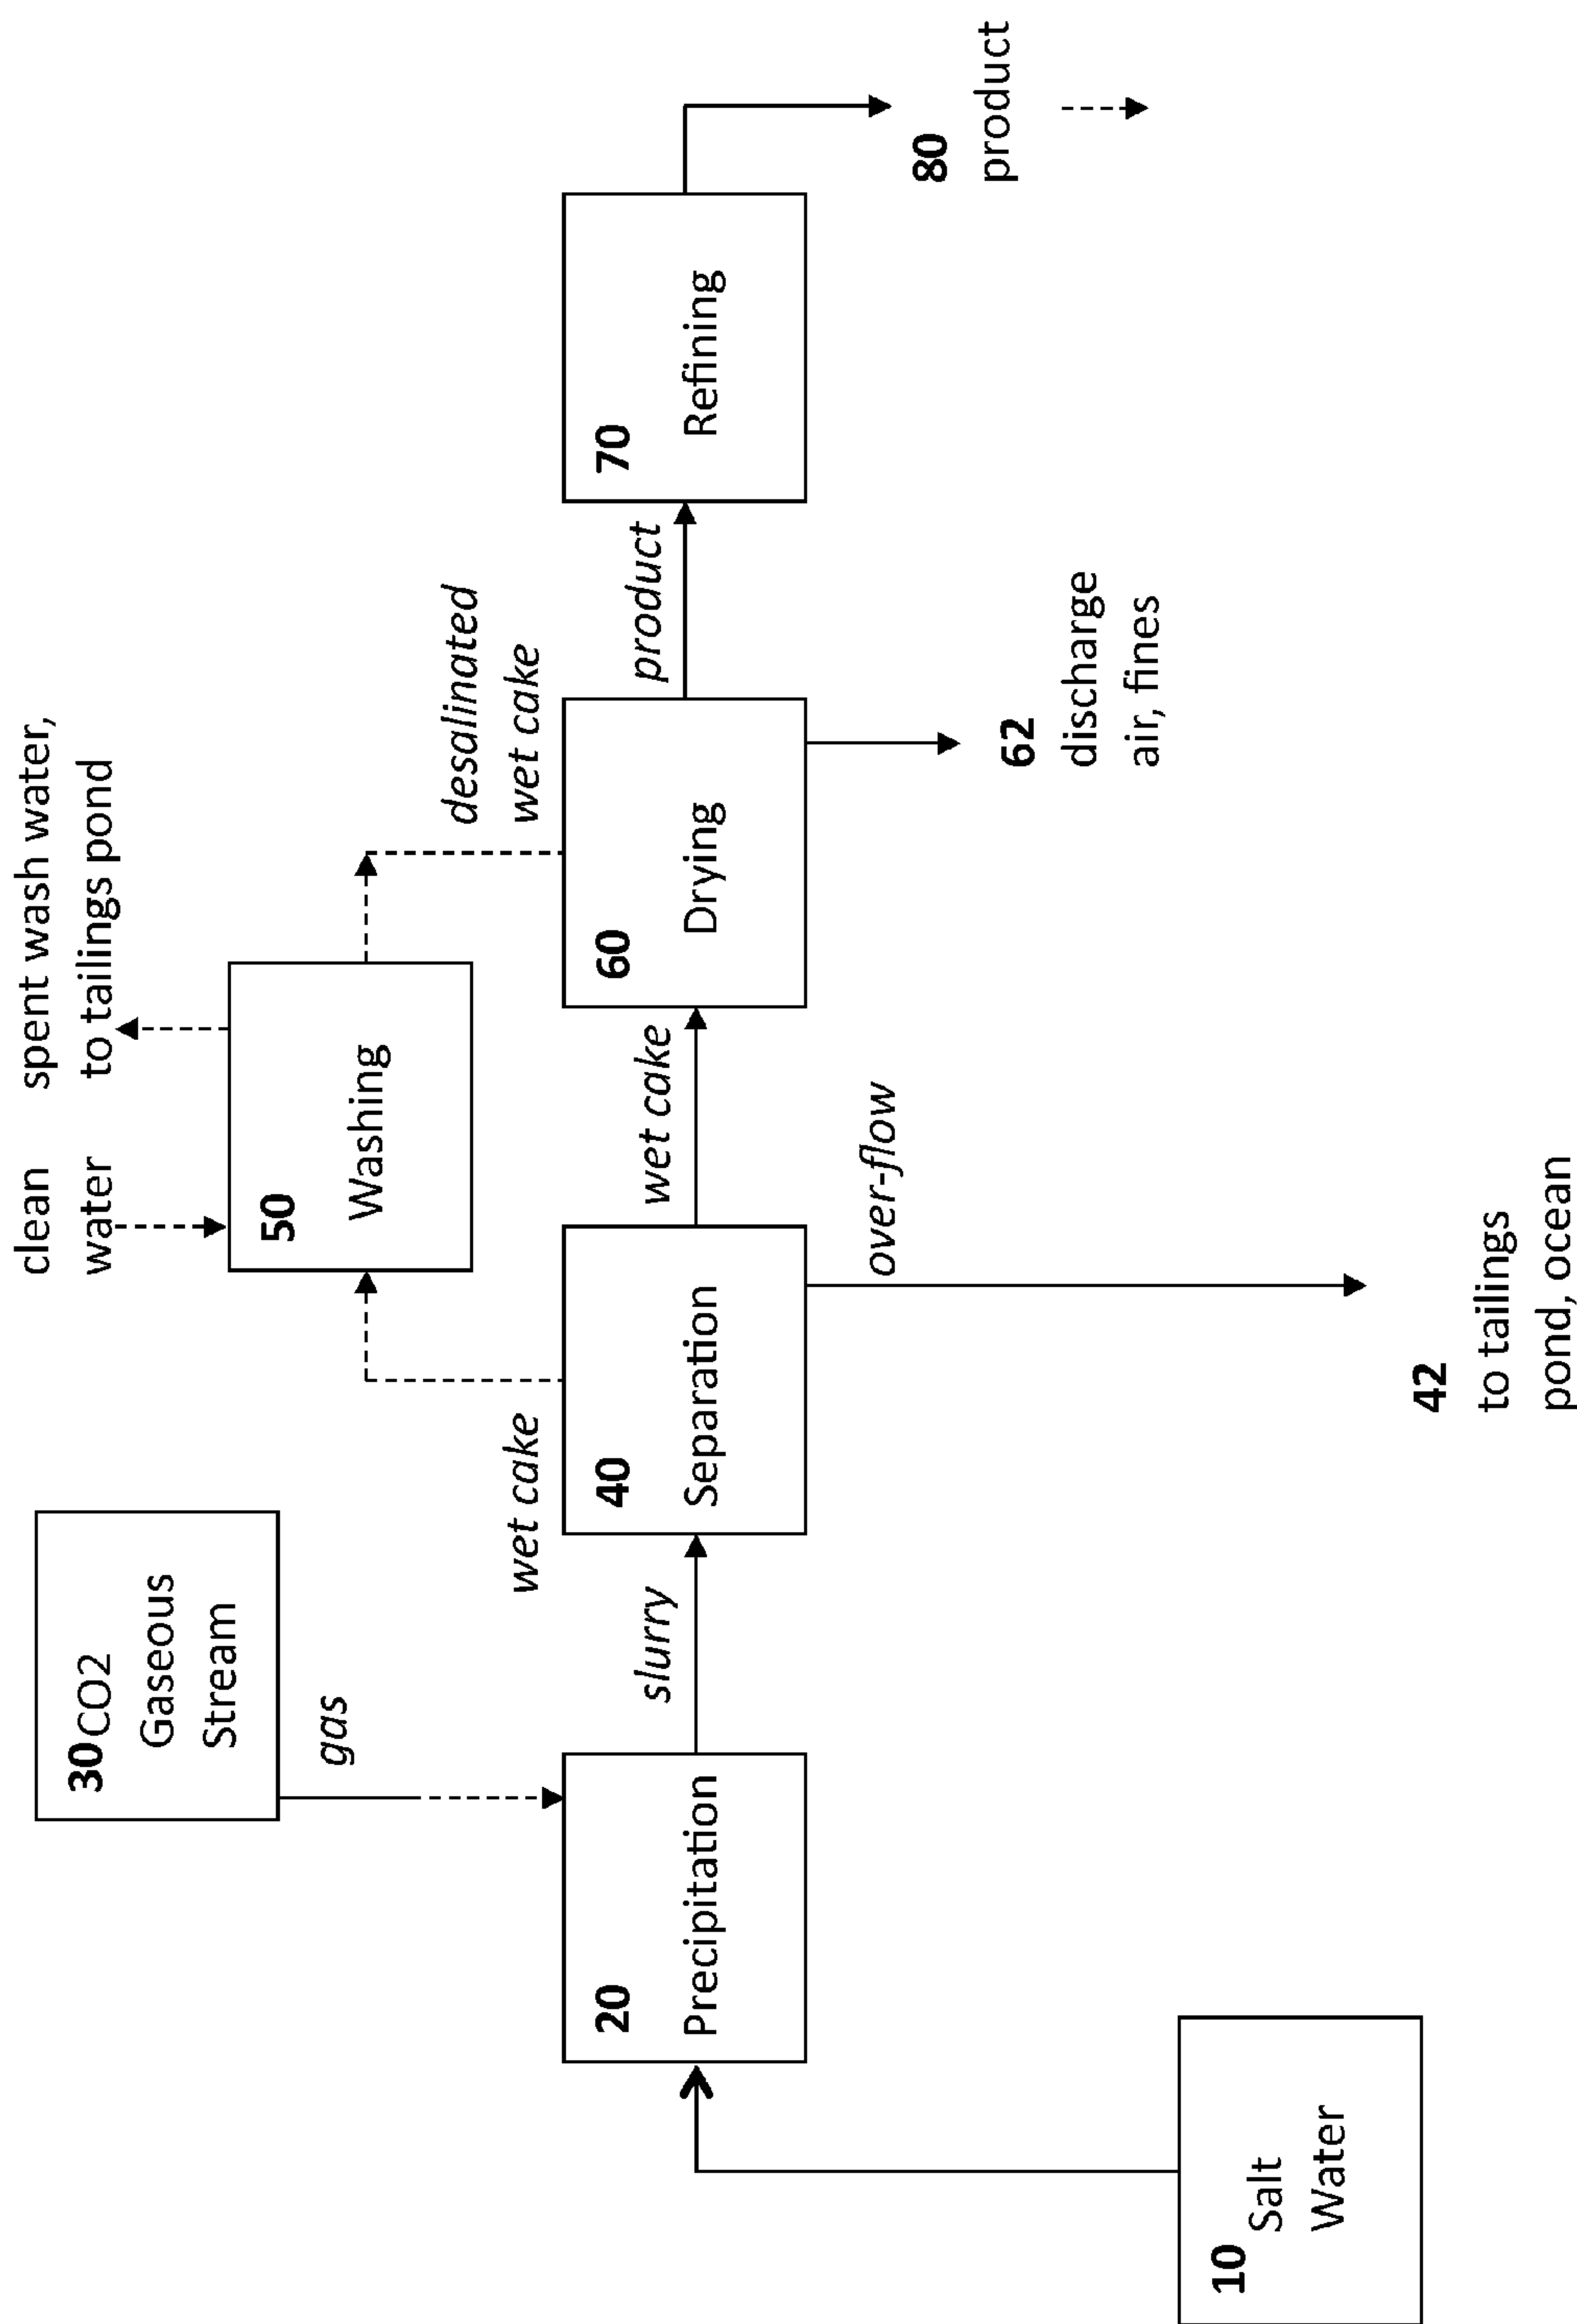 30 CO2
Gaseous
Stream
gas
clean
water
spent wash water,
to tailings pond
50
Washing
wet cake
desalinated
wet cake
20
Precipitation
slurry
40
Separation
wet cake
60
Drying
product
70
Refining
over-flow
10 Salt
Water
42
to tailings
pond, ocean
62
discharge
air, fines
80
product